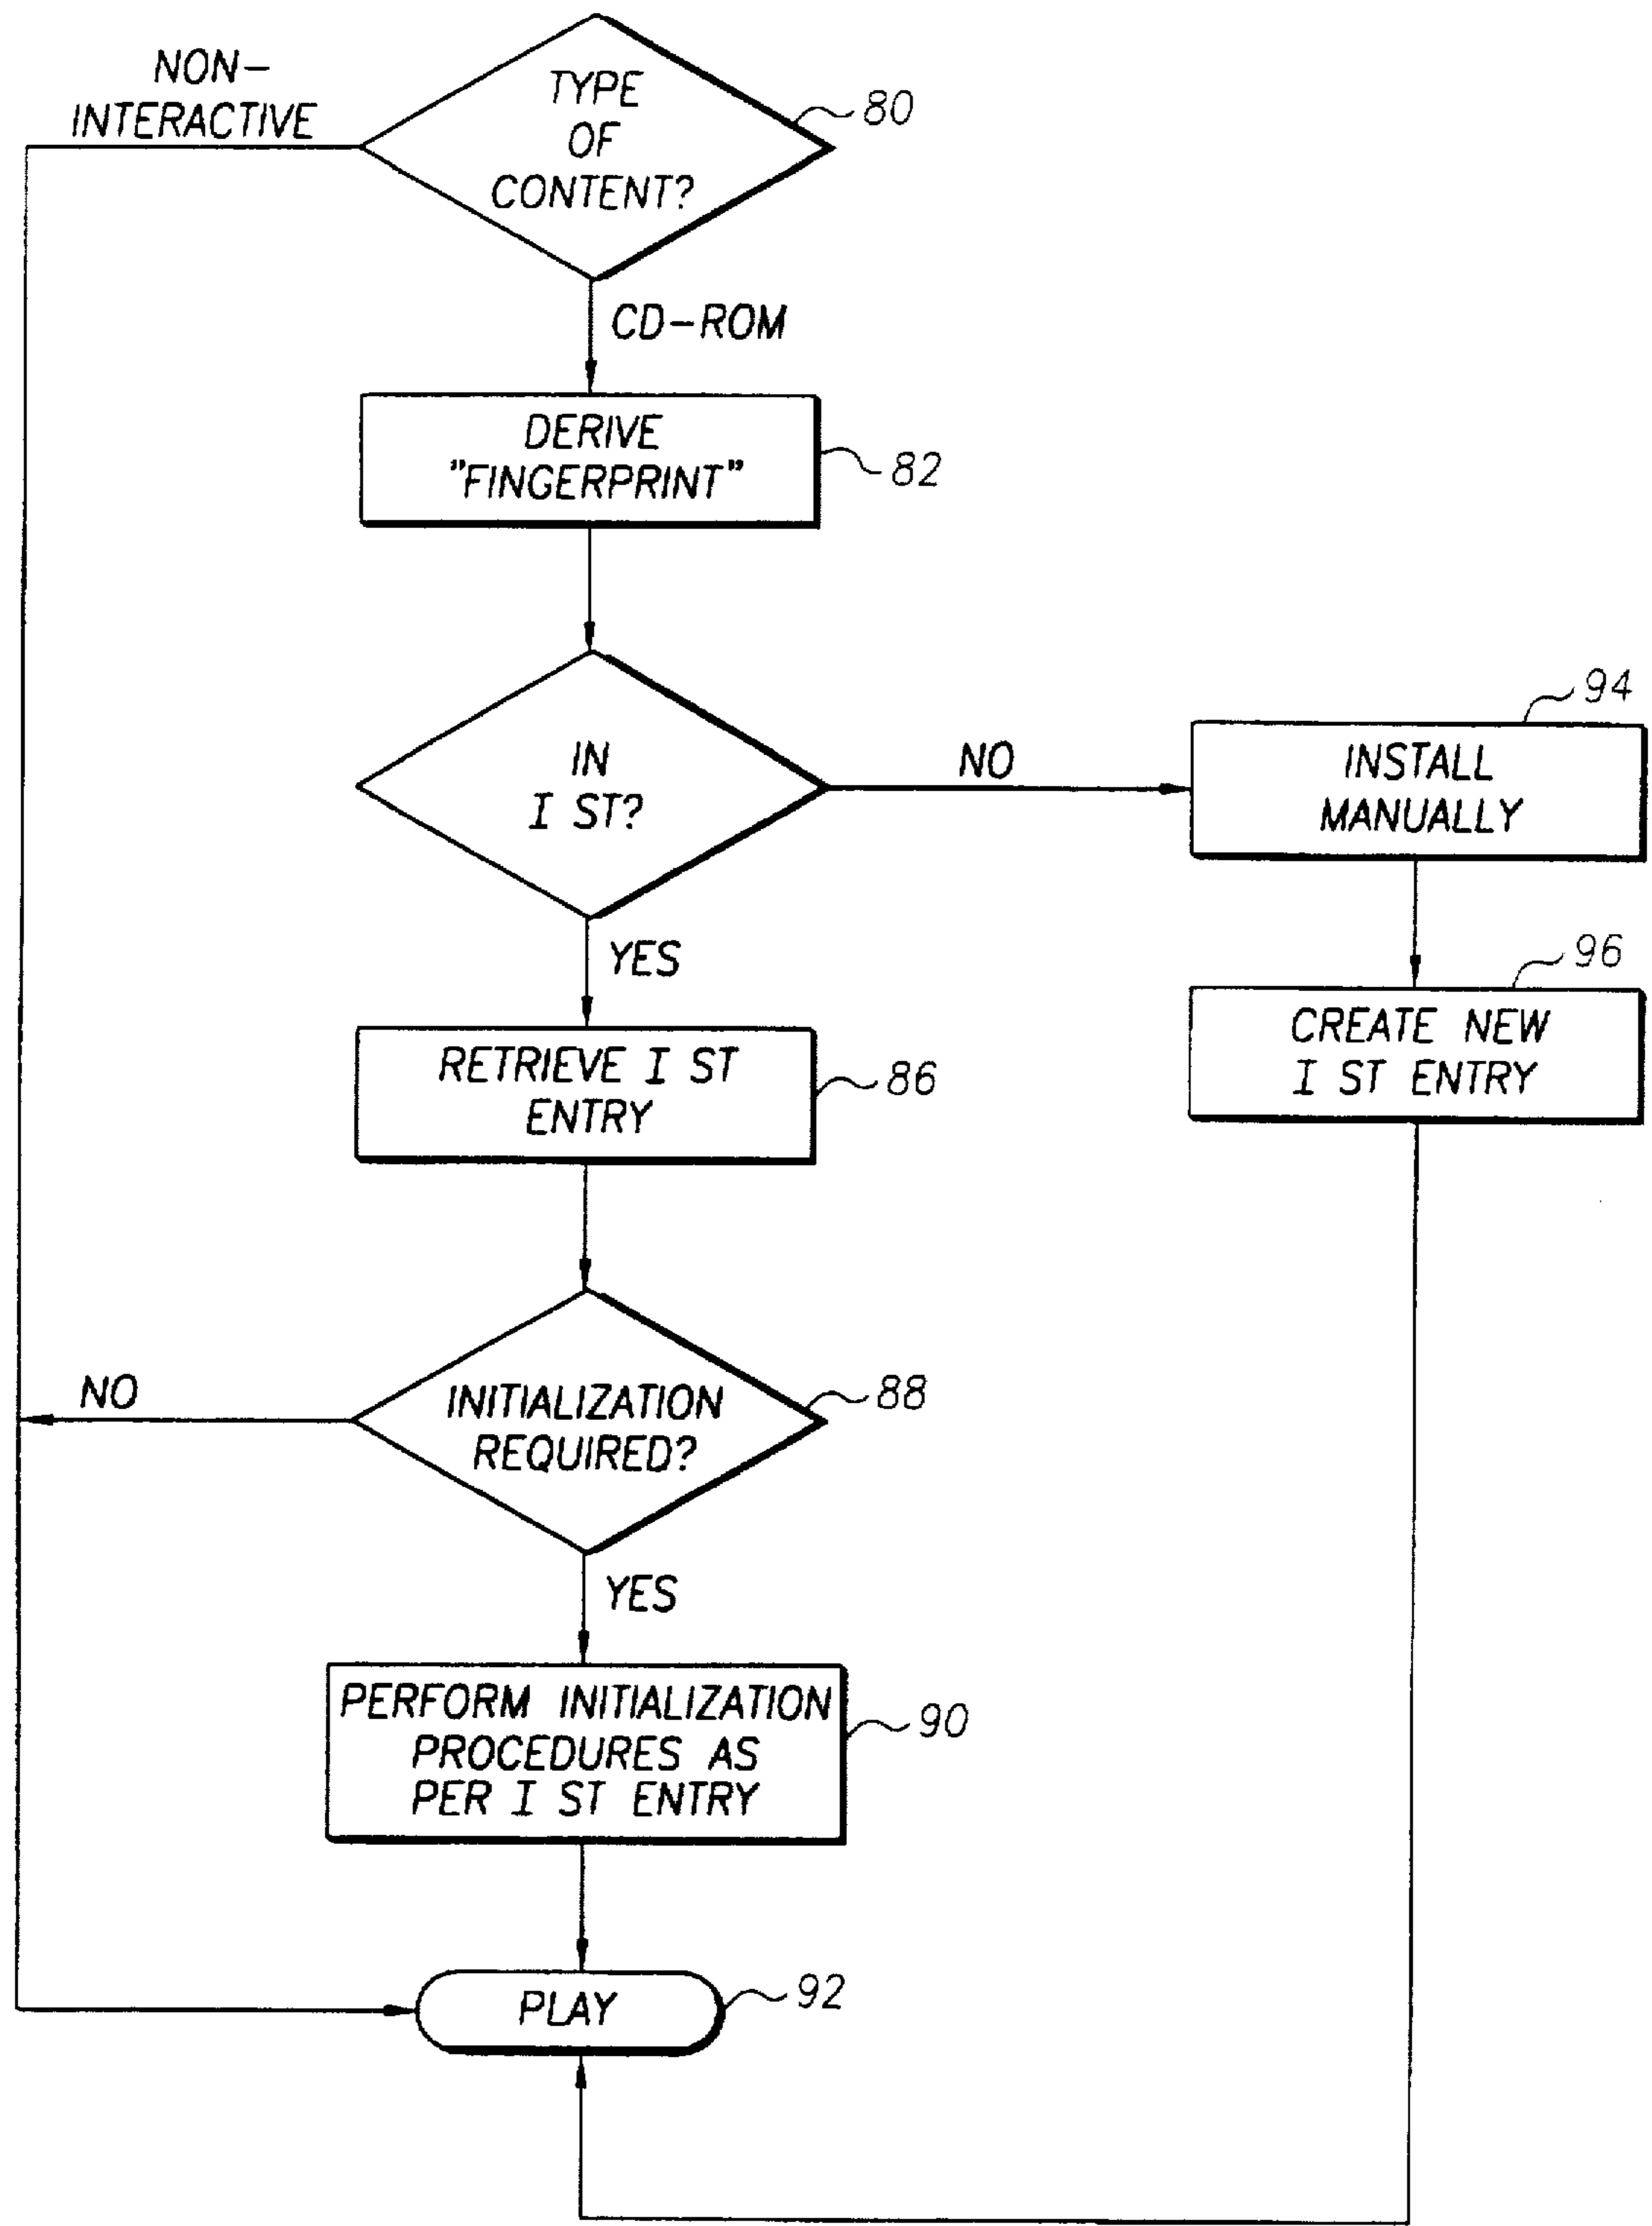 NON-
INTERACTIVE
TYPE
OF
CONTENT?
80
CD-ROM
DERIVE
"FINGERPRINT"
82
IN
I ST?
NO
94
INSTALL
MANUALLY
YES
96
CREATE NEW
I ST ENTRY
RETRIEVE I ST
ENTRY
86
NO
INITIALIZATION
REQUIRED?
88
YES
PERFORM INITIALIZATION
PROCEDURES AS
PER I ST ENTRY
90
PLAY
92